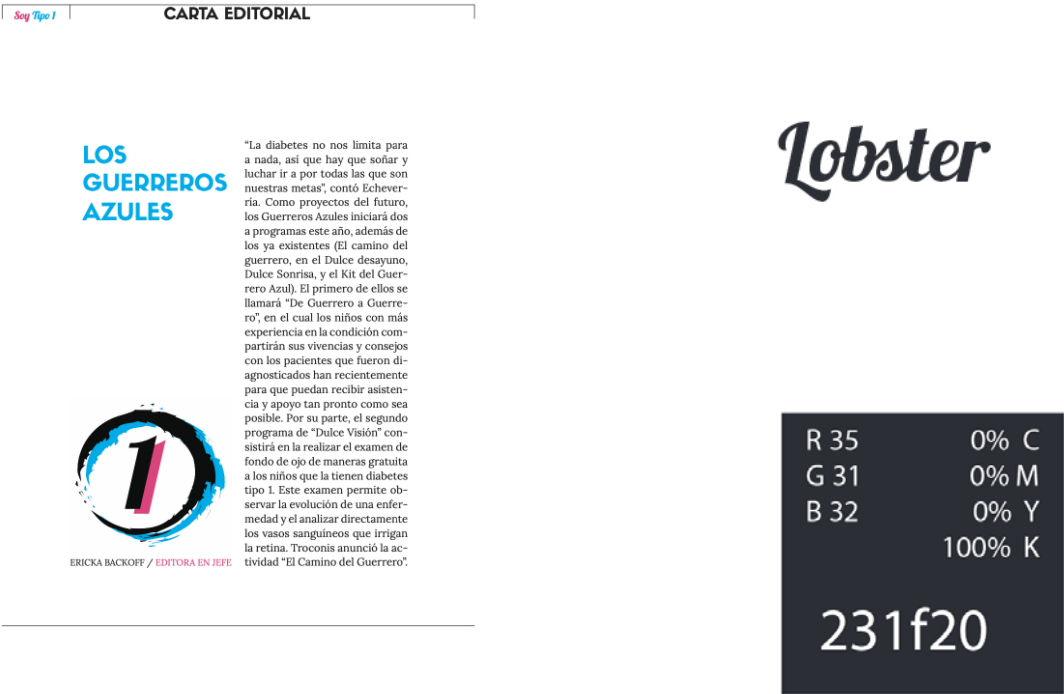 Soy Tipo 1
CARTA EDITORIAL
LOS
GUERREROS
AZULES
“La diabetes no nos limita para
a nada, así que hay que soñar y
luchar ir a por todas las que son
nuestras metas”, contó Echever-
ría. Como proyectos del futuro,
los Guerreros Azules iniciará dos
a programas este año, además de
los ya existentes (El camino del
guerrero, en el Dulce desayuno,
Dulce Sonrisa, y el Kit del Guer-
rero Azul). El primero de ellos se
llamará “De Guerrero a Guerre-
ro”, en el cual los niños con más
experiencia en la condición com-
partirán sus vivencias y consejos
con los pacientes que fueron di-
agnosticados han recientemente
para que puedan recibir asisten-
cia y apoyo tan pronto como sea
posible. Por su parte, el segundo
programa de “Dulce Visión” con-
sistirá en la realizar el examen de
fondo de ojo de maneras gratuita
a los niños que la tienen diabetes
tipo 1. Este examen permite ob-
servar la evolución de una enfer-
medad y el analizar directamente
los vasos sanguíneos que irrigan
la retina. Troconis anunció la ac-
tividad “El Camino del Guerrero”.
1
ERICKA BACKOFF / EDITORA EN JEFE
Lobster
R 35 0% C
G 31 0% M
B 32 0% Y
100% K
231f20